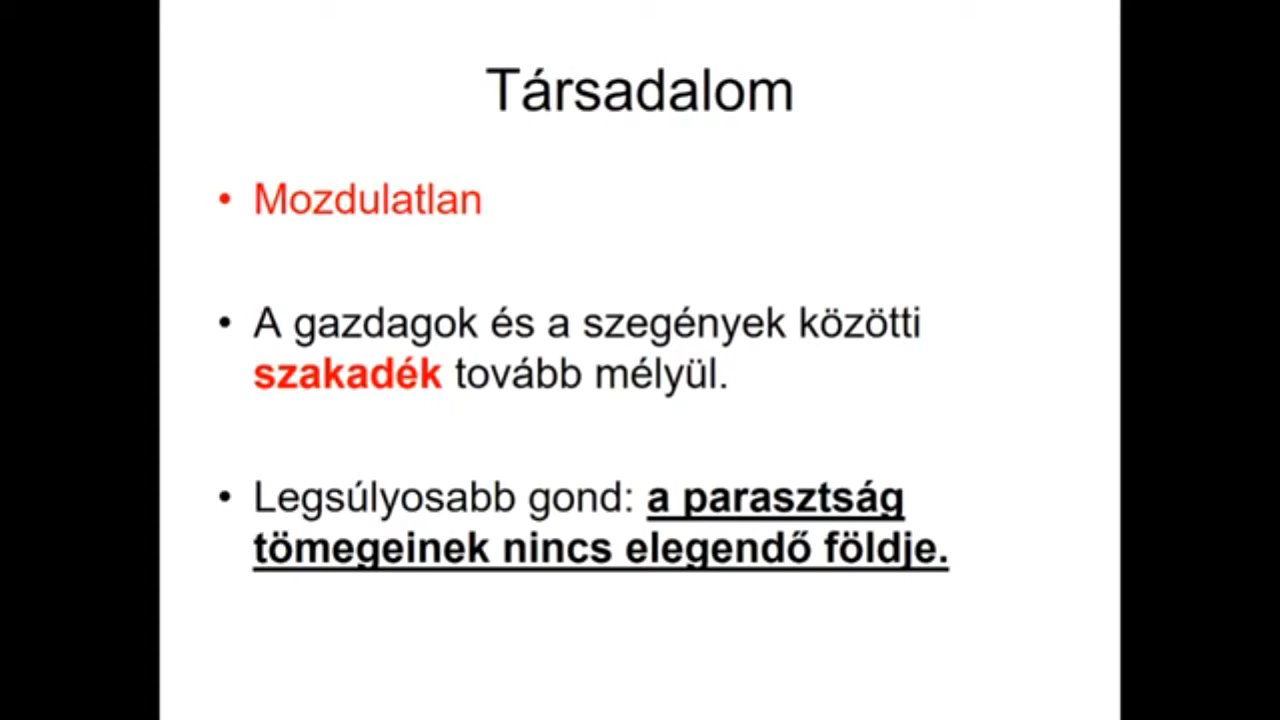 Társadalom
• Mozdulatlan
• A gazdagok és a szegények közötti
szakadék tovább mélyül.
• Legsúlyosabb gond: a parasztság
tömegeinek nincs elegendő földje.